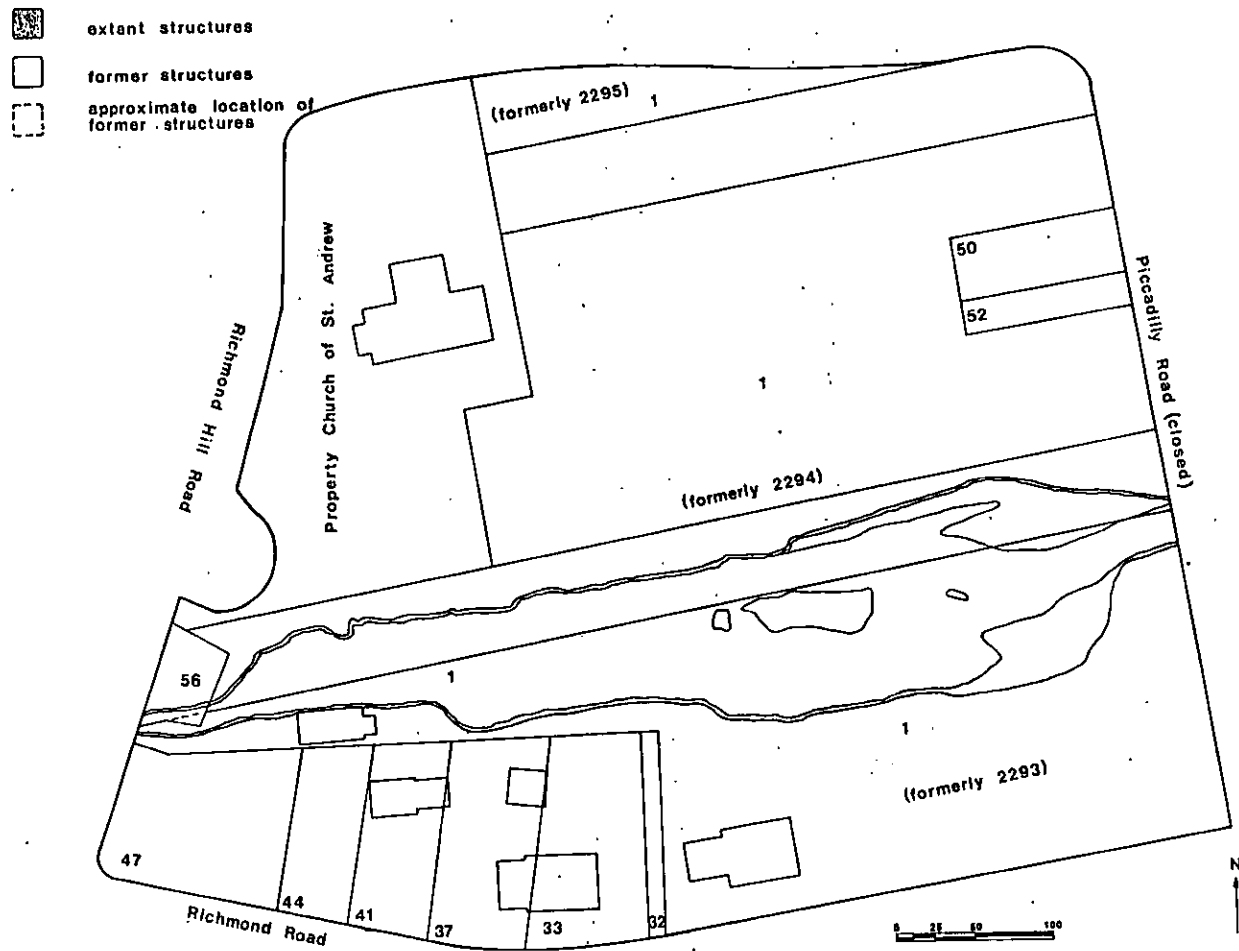 extant structures
former structures
approximate location of
former structures
(formerly 2295)
1
50
52
1
Piccadilly Road (closed)
Property Church of St. Andrew
Richmond Hill Road
(formerly 2294)
56
1
1
(formerly 2293)
47
44
41
37
33
32
Richmond Road
0 25 50 100
N